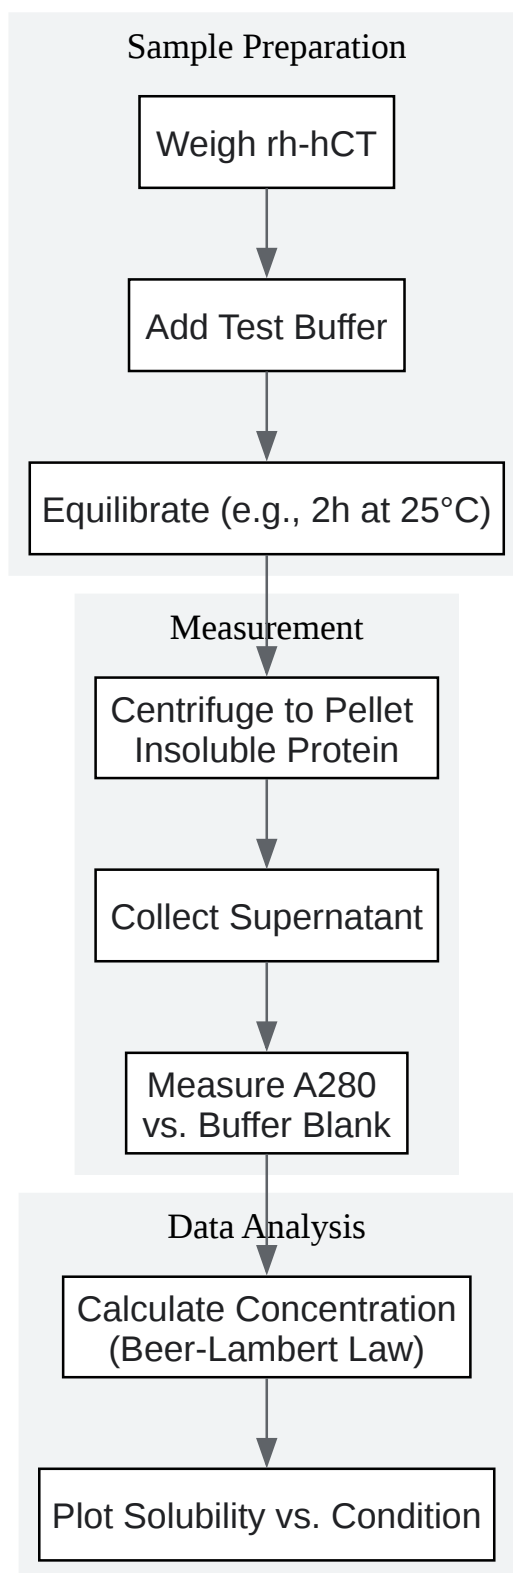 Sample Preparation
Weigh rh-hCT
Add Test Buffer
Equilibrate (e.g., 2h at 25°C)
Measurement
Centrifuge to Pellet
Insoluble Protein
Collect Supernatant
Measure A280
vs. Buffer Blank
Data Analysis
Calculate Concentration
(Beer-Lambert Law)
Plot Solubility vs. Condition